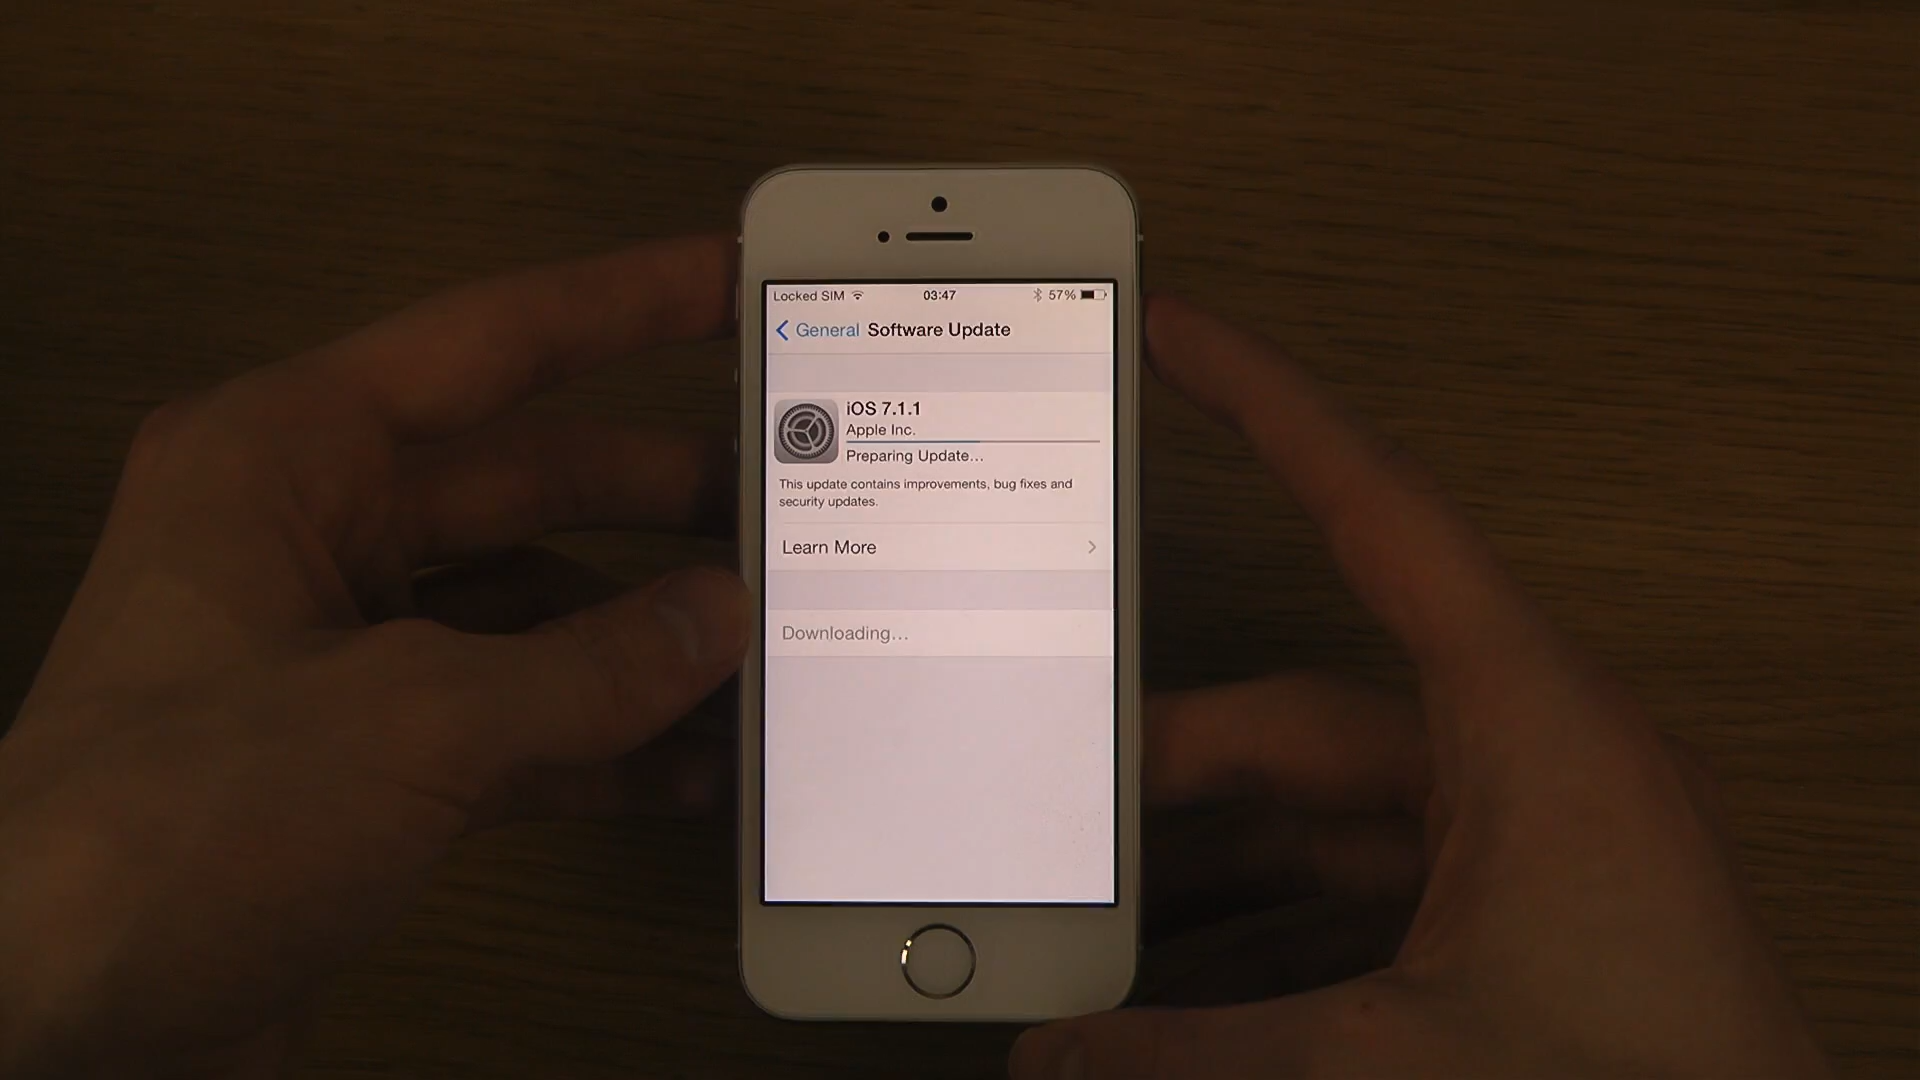 Locked SIM 03:47 57%
General Software Update
iOS 7.1.1
Apple Inc.
Preparing Update...
This update contains improvements, bug fixes and
security updates.
Learn More
Downloading...